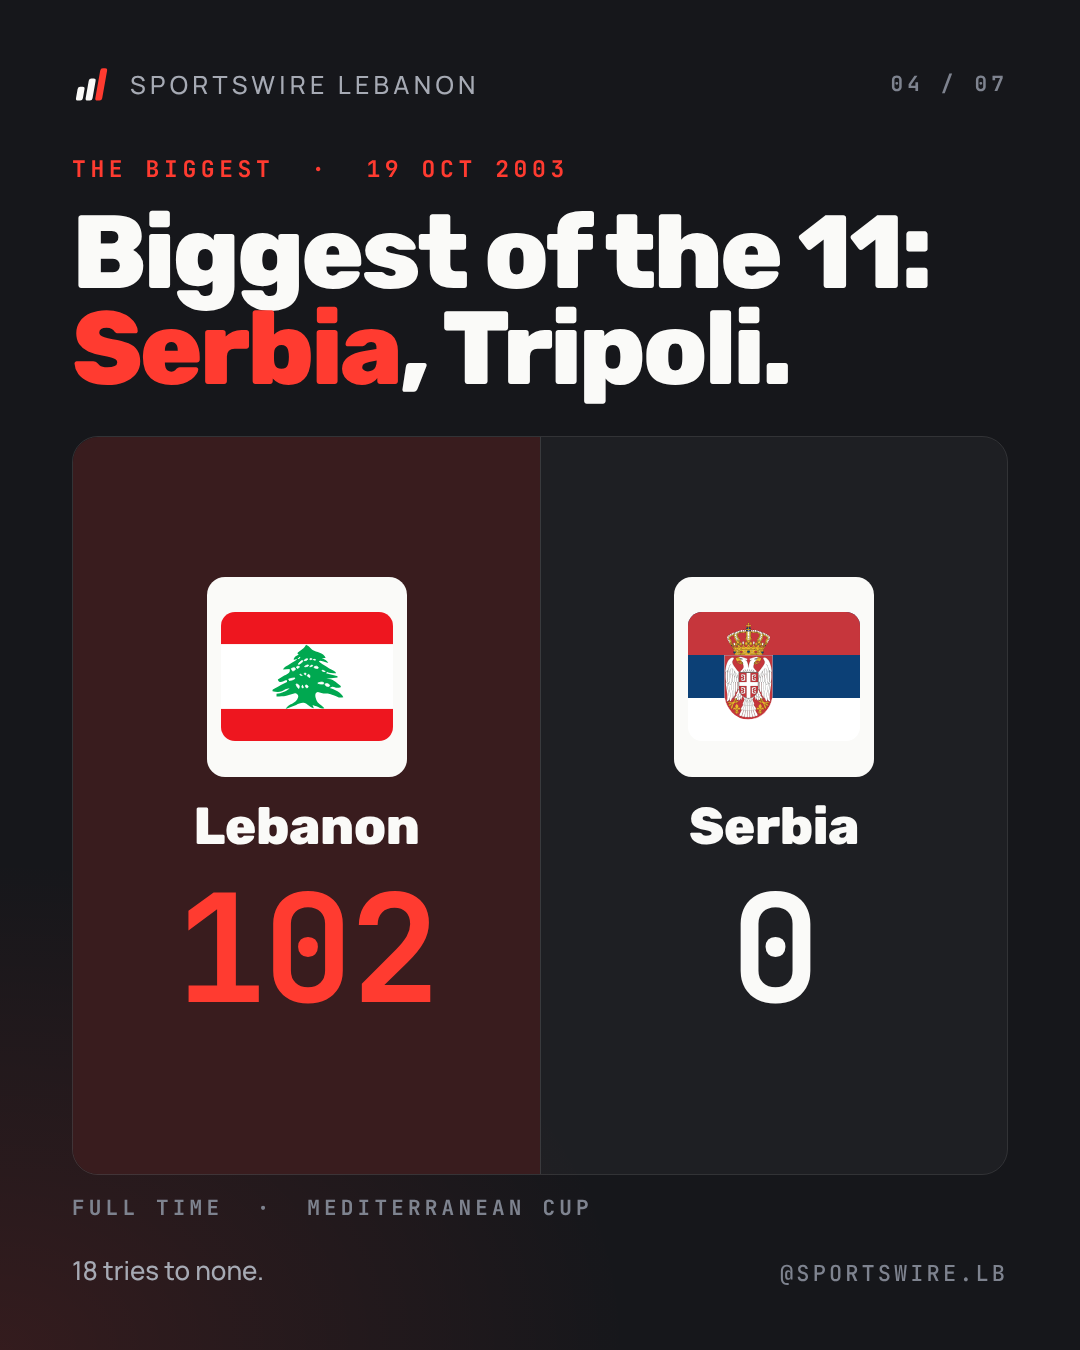 SPORTSWIRE LEBANON
04 / 07
THE BIGGEST · 19 OCT 2003
Biggest of the 11:
Serbia, Tripoli.
Lebanon
102
Serbia
0
FULL TIME · MEDITERRANEAN CUP
18 tries to none.
@SPORTSWIRE.LB